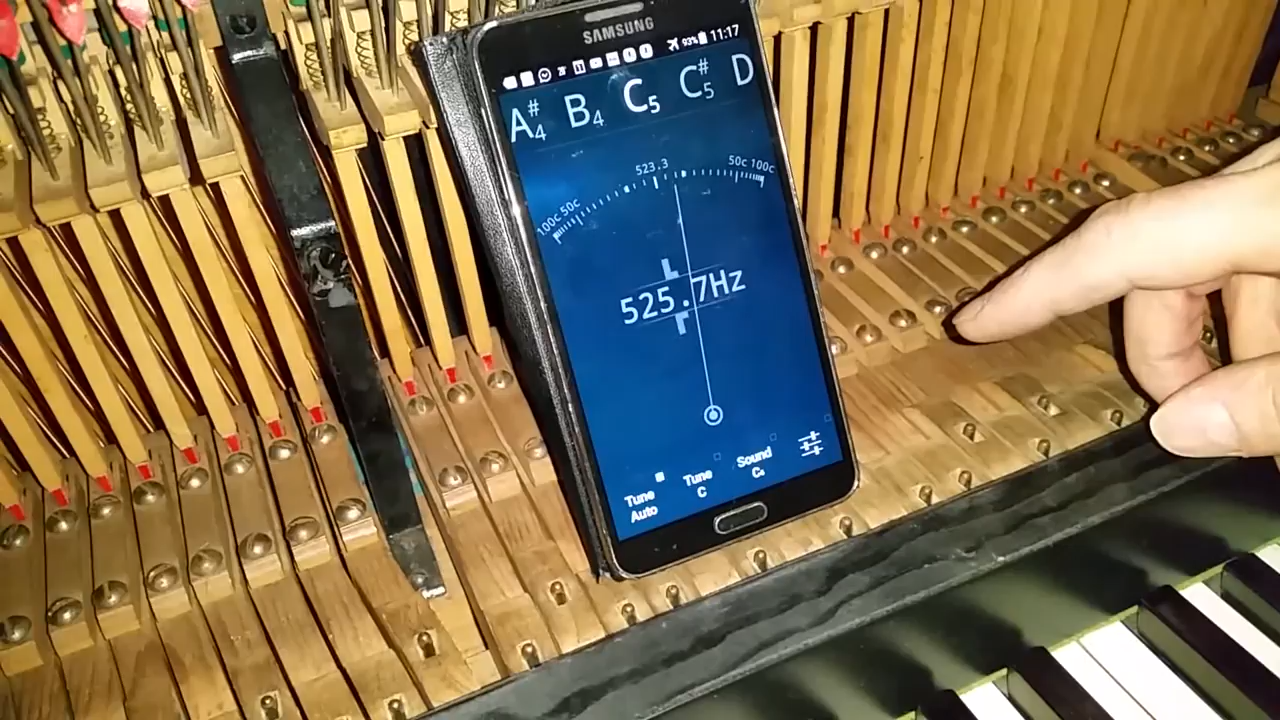 SAMSUNG
93% 11:17
A#4 B4 C5 C#5 D
523.3
100c 50c 50c 100c
525.7Hz
Tune Auto
Tune C
Sound